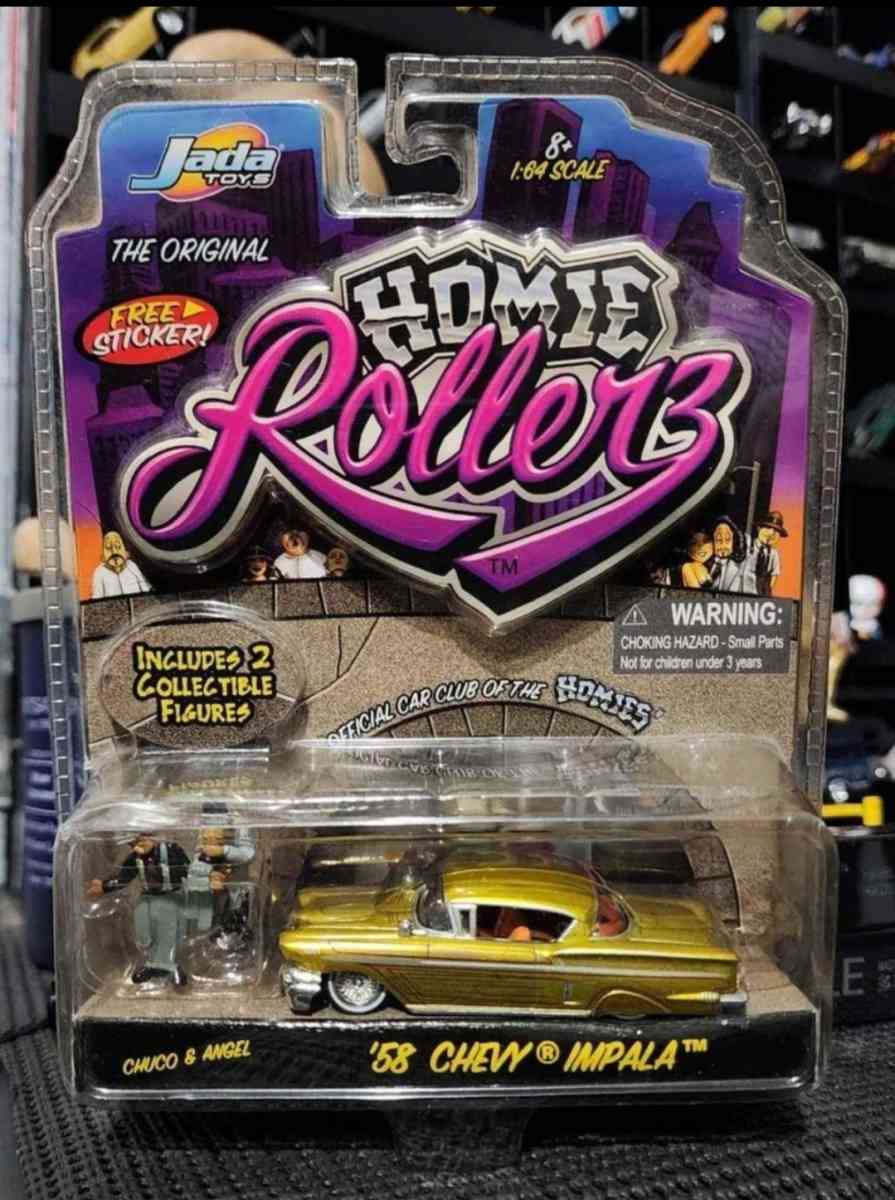 Jada
TOYS
8+
1:64 SCALE
THE ORIGINAL
FREE
STICKER!
HOMIE
Rollerz
TM
WARNING:
CHOKING HAZARD - Small Parts
Not for children under 3 years
INCLUDES 2
COLLECTIBLE
FIGURES
OFFICIAL CAR CLUB OF THE HOMIES
CHUCO & ANGEL
'58 CHEVY® IMPALA™